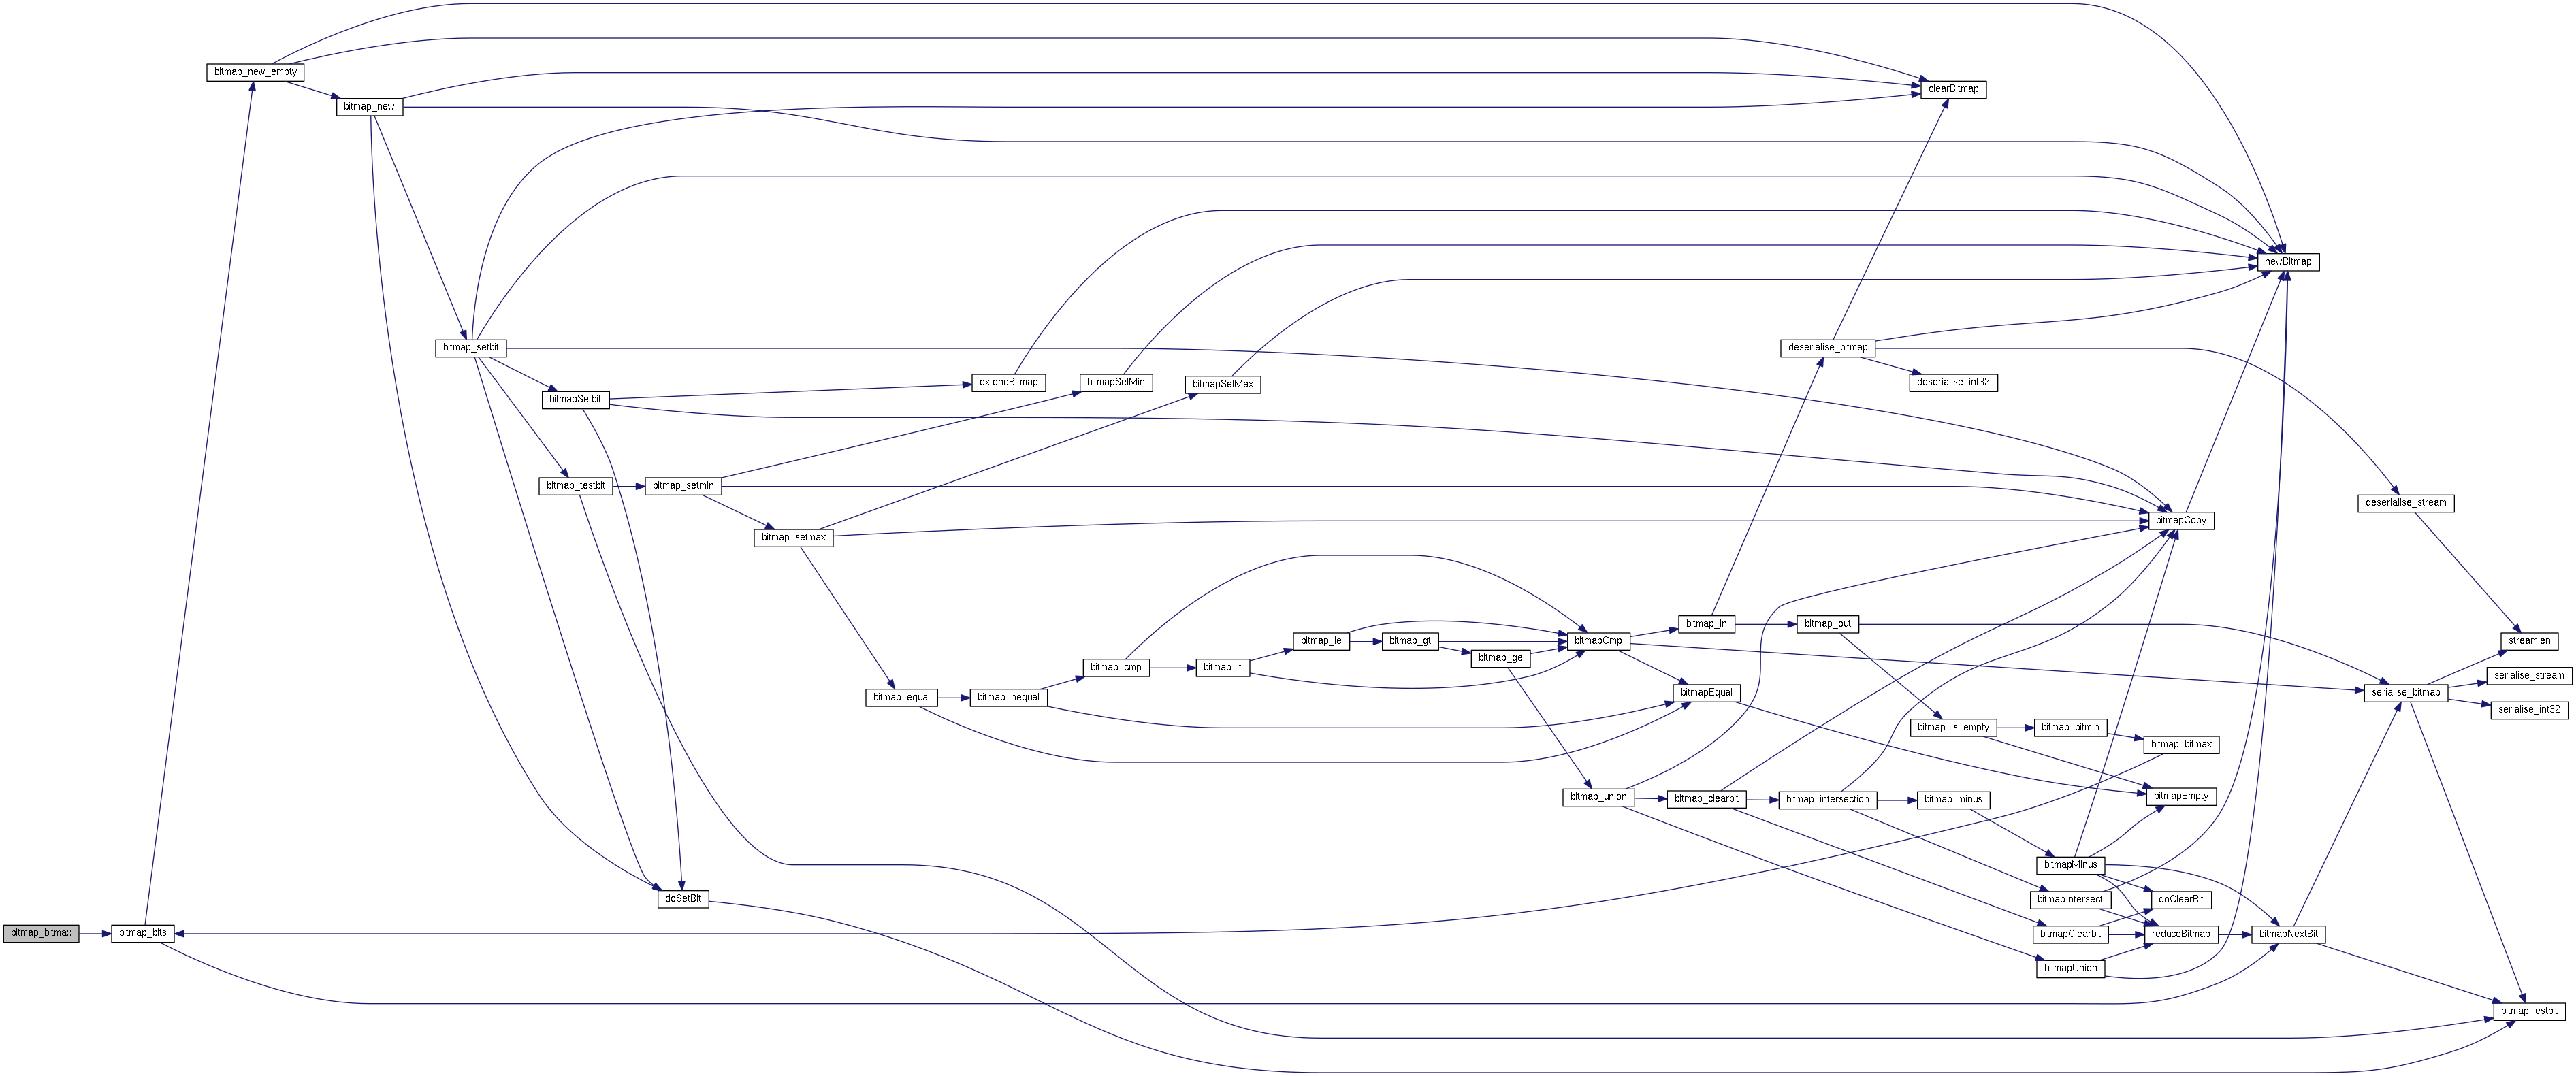 bitmap_new_empty
clearBitmap
bitmap_new
newBitmap
bitmap_setbit
deserialise_bitmap
extendBitmap
bitmapSetMin
bitmapSetMax
deserialise_int32
bitmapSetbit
bitmap_testbit
bitmap_setmin
deserialise_stream
bitmapCopy
bitmap_setmax
bitmap_in
bitmap_out
bitmap_le
bitmap_gt
bitmapCmp
streamlen
bitmap_ge
bitmap_cmp
bitmap_lt
serialise_stream
bitmap_equal
bitmap_nequal
bitmapEqual
serialise_bitmap
serialise_int32
bitmap_is_empty
bitmap_bitmin
bitmap_bitmax
bitmap_union
bitmap_clearbit
bitmap_intersection
bitmap_minus
bitmapEmpty
bitmapMinus
doSetBit
bitmapIntersect
doClearBit
bitmap_bitmax
bitmap_bits
bitmapClearbit
reduceBitmap
bitmapNextBit
bitmapUnion
bitmapTestbit